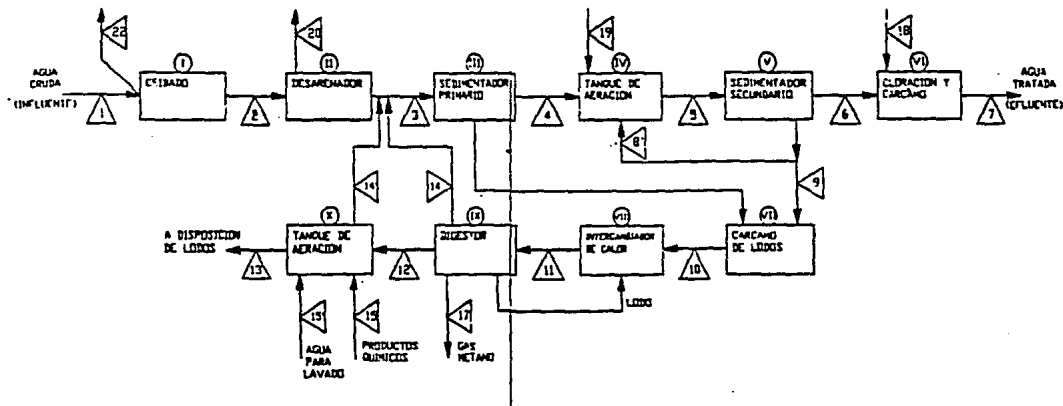 22
20
19
18
I
II
III
IV
V
VI
AGUA
CRUDA
(INFLUENTE)
CRIBADO
DESARENADOR
SEDIMENTADOR
PRIMARIO
TANQUE DE
AERACION
SEDIMENTADOR
SECUNDARIO
CLORACION Y
CARCAMO
AGUA
TRATADA
(EFLUENTE)
1
2
3
4
5
6
7
8
9
14
14
X
IX
VII
VII
A DISPOSICION
DE LODOS
TANQUE DE
AERACION
DIGESTOR
INTERCAMBIADOR
DE CALOR
CARCAMO
DE LODOS
13
12
11
10
LODO
15
15
17
AGUA
PARA
LAVADO
PRODUCTOS
QUIMICOS
GAS
METANO